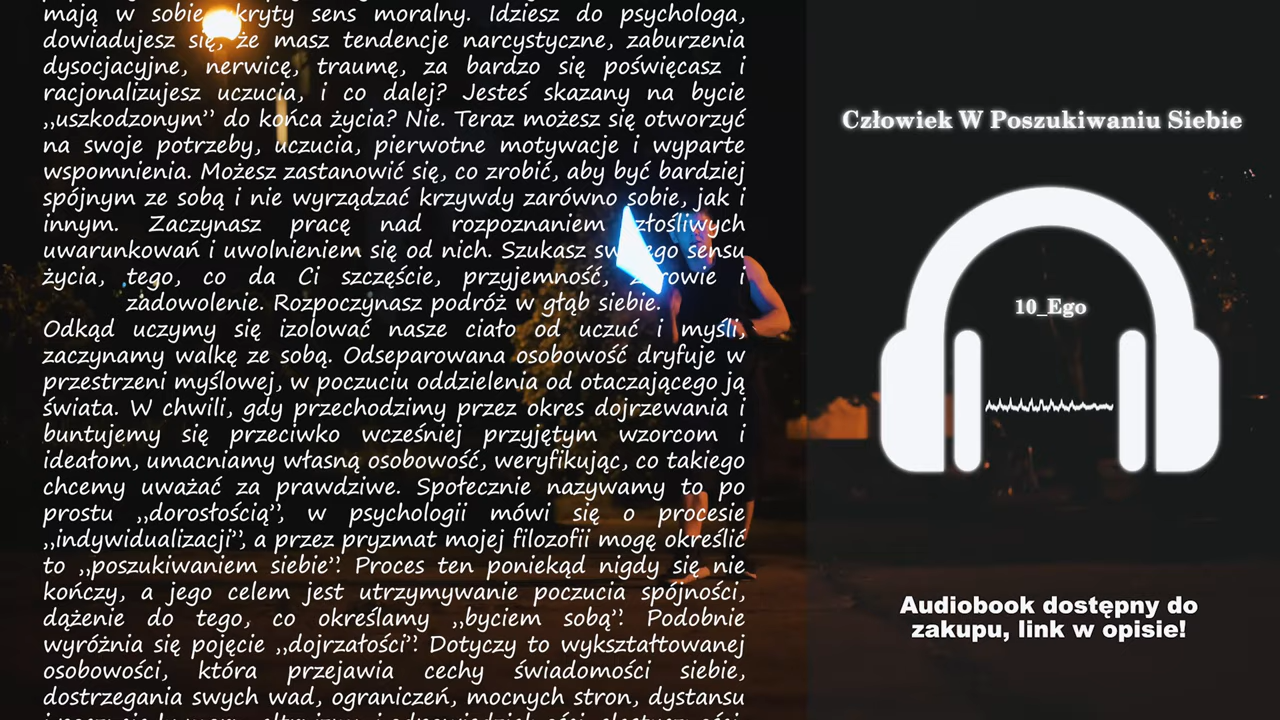 mają w sobie ukryty sens moralny. Idziesz do psychologa,
dowiadujesz się, że masz tendencje narcystyczne, zaburzenia
dysocjacyjne, nerwicę, traumę, za bardzo się poświęcasz i
racjonalizujesz uczucia, i co dalej? Jesteś skazany na bycie
„uszkodzonym” do końca życia? Nie. Teraz możesz się otworzyć
na swoje potrzeby, uczucia, pierwotne motywacje i wyparte
wspomnienia. Możesz zastanowić się, co zrobić, aby być bardziej
spójnym ze sobą i nie wyrządzać krzywdy zarówno sobie, jak i
innym. Zaczynasz pracę nad rozpoznaniem złośliwych
uwarunkowań i uwolnieniem się od nich. Szukasz swojego sensu
życia, tego, co da Ci szczęście, przyjemność, zdrowie i
zadowolenie. Rozpoczynasz podróż w głąb siebie.
Odkąd uczymy się izolować nasze ciało od uczuć i myśli,
zaczynamy walkę ze sobą. Odseparowana osobowość dryfuje w
przestrzeni myślowej, w poczuciu oddzielenia od otaczającego ją
świata. W chwili, gdy przechodzimy przez okres dojrzewania i
buntujemy się przeciwko wcześniej przyjętym wzorcom i
ideałom, umacniamy własną osobowość, weryfikując, co takiego
chcemy uważać za prawdziwe. Społecznie nazywamy to po
prostu „dorosłością”, w psychologii mówi się o procesie
„indywidualizacji”, a przez pryzmat mojej filozofii mogę określić
to „poszukiwaniem siebie”. Proces ten poniekąd nigdy się nie
kończy, a jego celem jest utrzymywanie poczucia spójności,
dążenie do tego, co określamy „byciem sobą”. Podobnie
wyróżnia się pojęcie „dojrzałości”. Dotyczy to wykształtowanej
osobowości, która przejawia cechy świadomości siebie,
dostrzegania swych wad, ograniczeń, mocnych stron, dystansu
Człowiek W Poszukiwaniu Siebie
10_Ego
Audiobook dostępny do
zakupu, link w opisie!